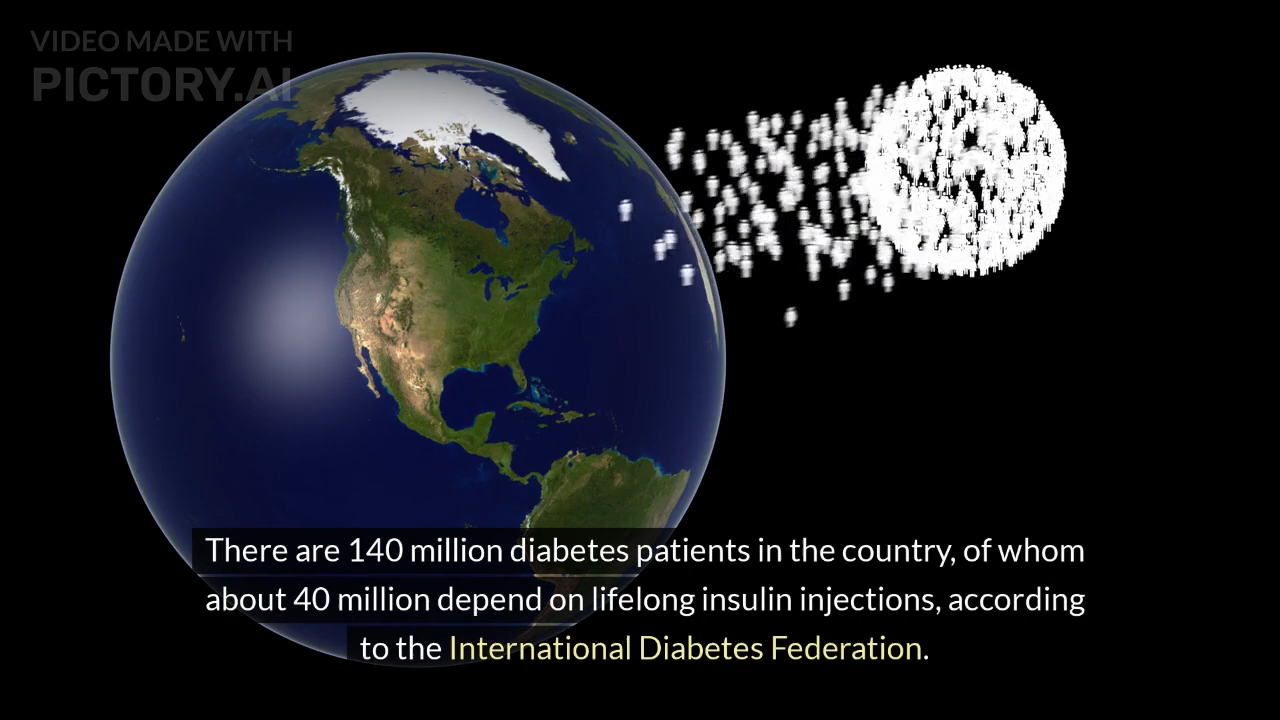 VIDEO MADE WITH
PICTORY.AI
There are 140 million diabetes patients in the country, of whom
about 40 million depend on lifelong insulin injections, according
to the International Diabetes Federation.